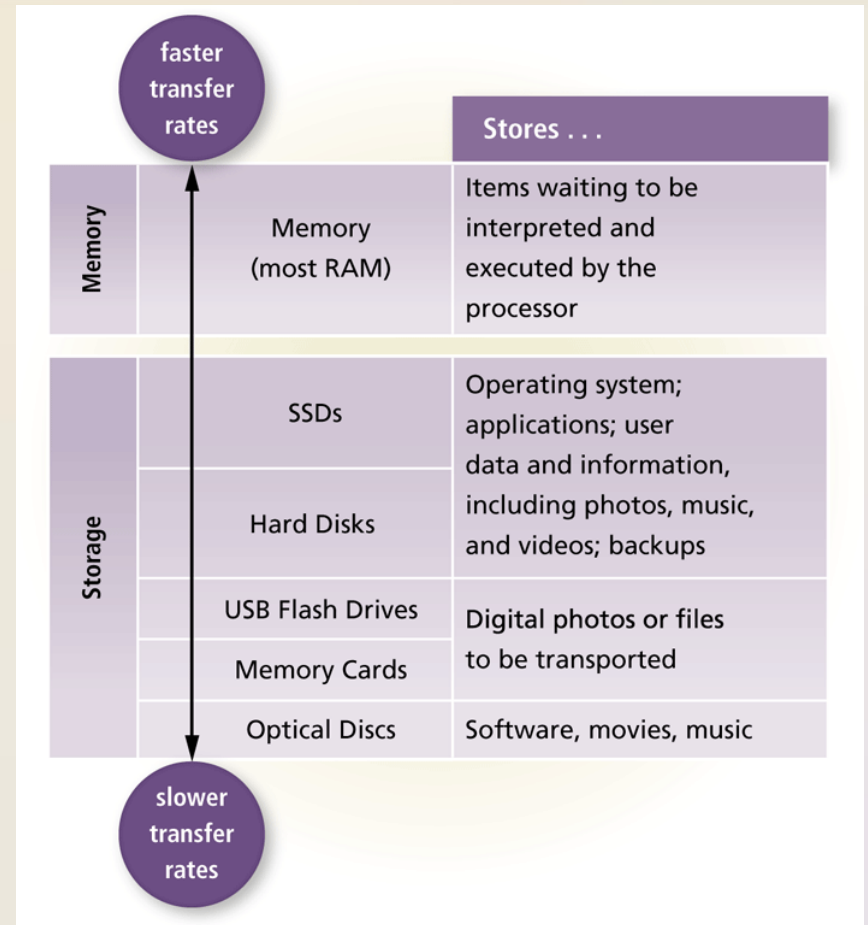 faster
transfer
rates
Stores . . .
Memory
Memory
(most RAM)
Items waiting to be
interpreted and
executed by the
processor
Storage
SSDs
Hard Disks
Operating system;
applications; user
data and information,
including photos, music,
and videos; backups
USB Flash Drives
Memory Cards
Digital photos or files
to be transported
Optical Discs
Software, movies, music
slower
transfer
rates